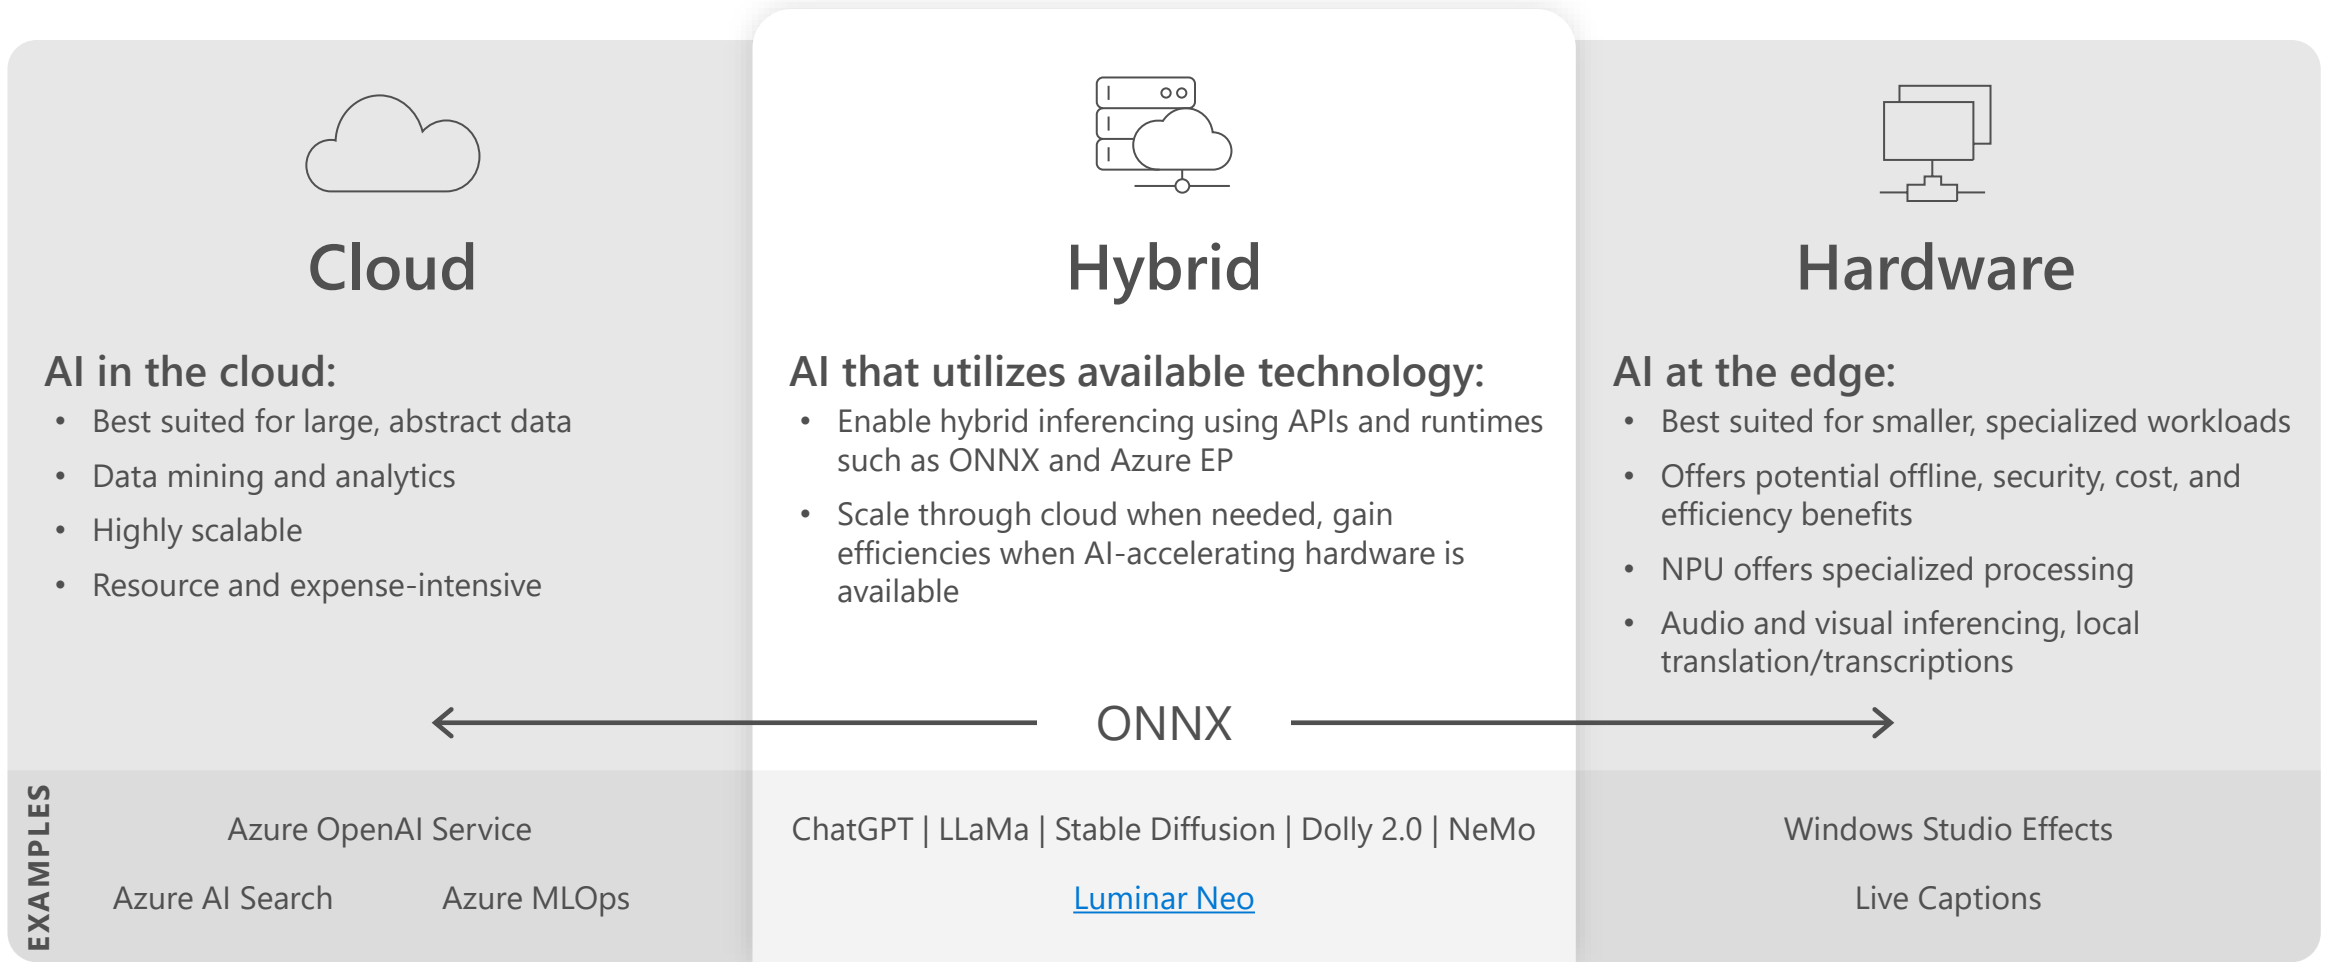 Cloud
AI in the cloud:
• Best suited for large, abstract data
• Data mining and analytics
• Highly scalable
• Resource and expense-intensive
Hybrid
AI that utilizes available technology:
• Enable hybrid inferencing using APIs and runtimes
such as ONNX and Azure EP
• Scale through cloud when needed, gain
efficiencies when AI-accelerating hardware is
available
Hardware
AI at the edge:
• Best suited for smaller, specialized workloads
• Offers potential offline, security, cost, and
efficiency benefits
• NPU offers specialized processing
• Audio and visual inferencing, local
translation/transcriptions
ONNX
EXAMPLES
Azure OpenAI Service
Azure AI Search
Azure MLOps
ChatGPT | LLaMa | Stable Diffusion | Dolly 2.0 | NeMo
Luminar Neo
Windows Studio Effects
Live Captions